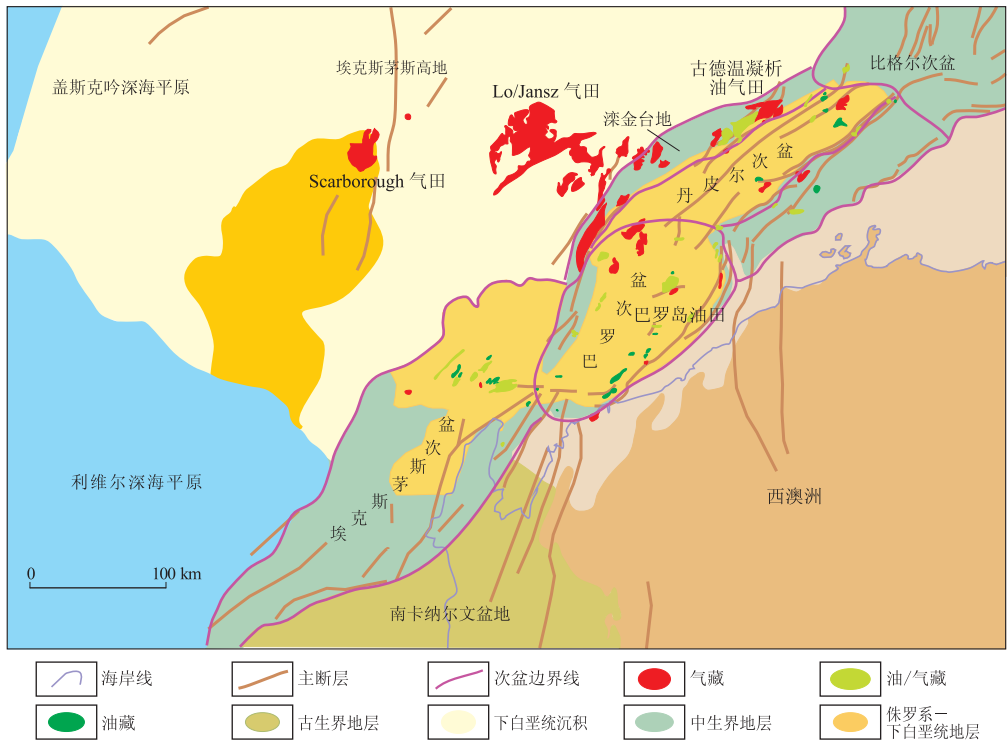 盖斯克吟深海平原
埃克斯茅斯高地
Lo/Jansz 气田
古德温凝析
油气田
比格尔次盆
滦金台地
Scarborough 气田
丹皮尔次盆
巴罗次盆
巴罗岛油田
埃克斯茅斯次盆
利维尔深海平原
西澳洲
南卡纳尔文盆地
0 100 km
海岸线
主断层
次盆边界线
气藏
油/气藏
油藏
古生界地层
下白垩统沉积
中生界地层
侏罗系—
下白垩统地层